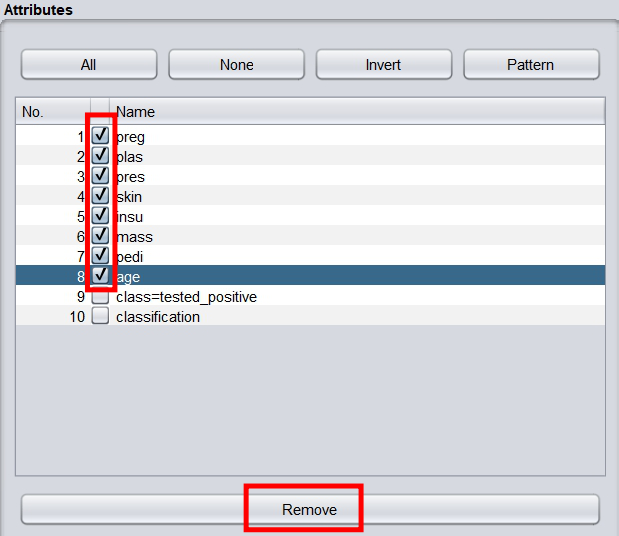 Attributes
All None Invert Pattern
No. Name
1 preg
2 plas
3 pres
4 skin
5 insu
6 mass
7 pedi
8 age
9 class=tested_positive
10 classification
Remove